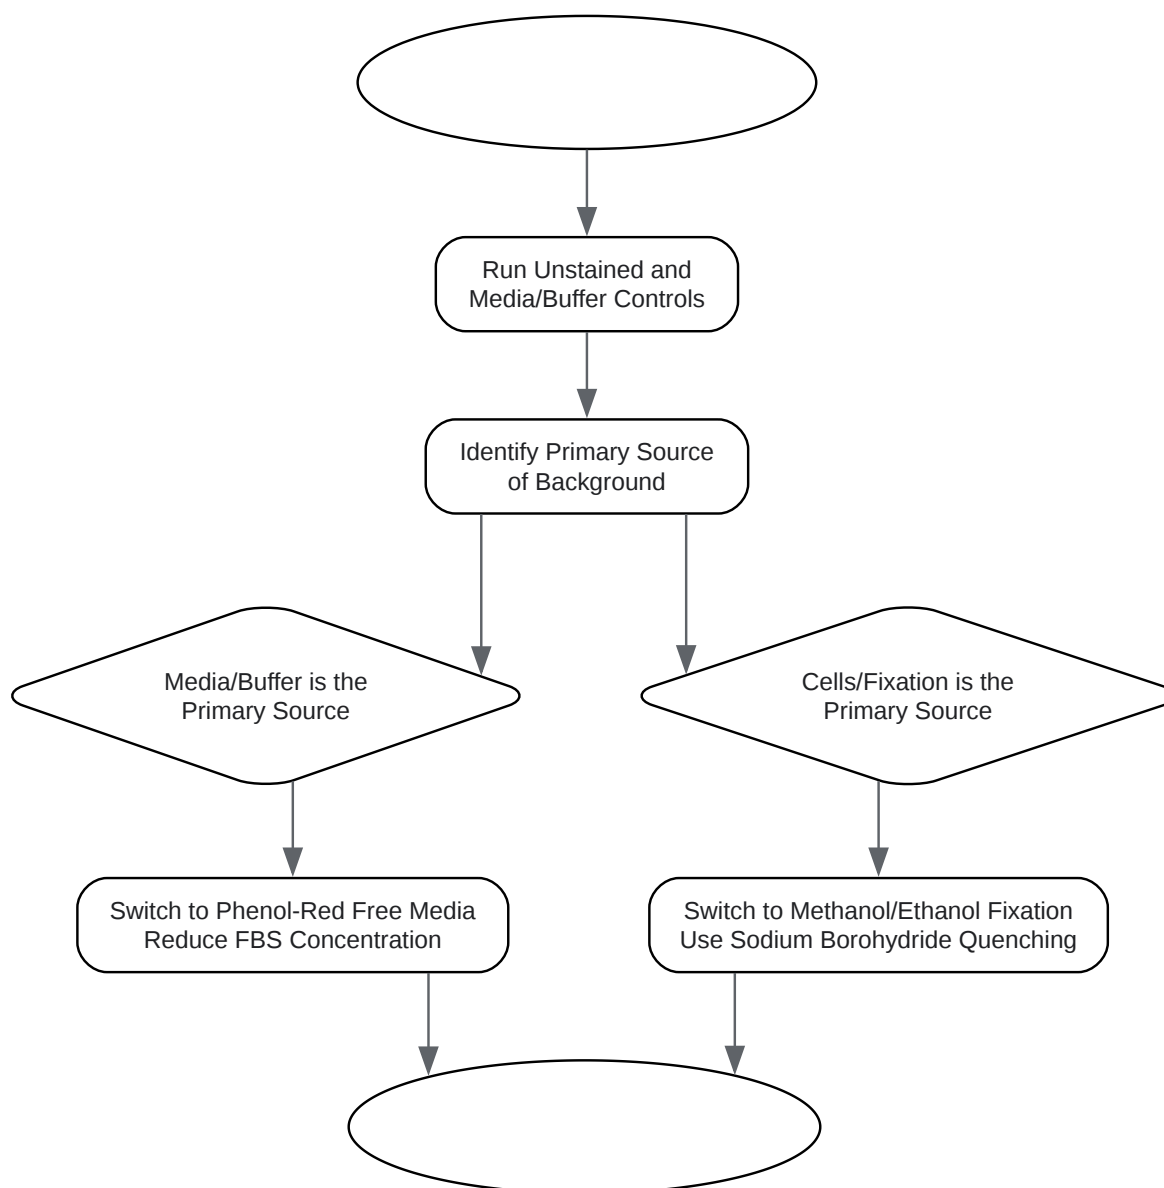 Run Unstained and
Media/Buffer Controls
Identify Primary Source
of Background
Media/Buffer is the
Primary Source
Cells/Fixation is the
Primary Source
Switch to Phenol-Red Free Media
Reduce FBS Concentration
Switch to Methanol/Ethanol Fixation
Use Sodium Borohydride Quenching